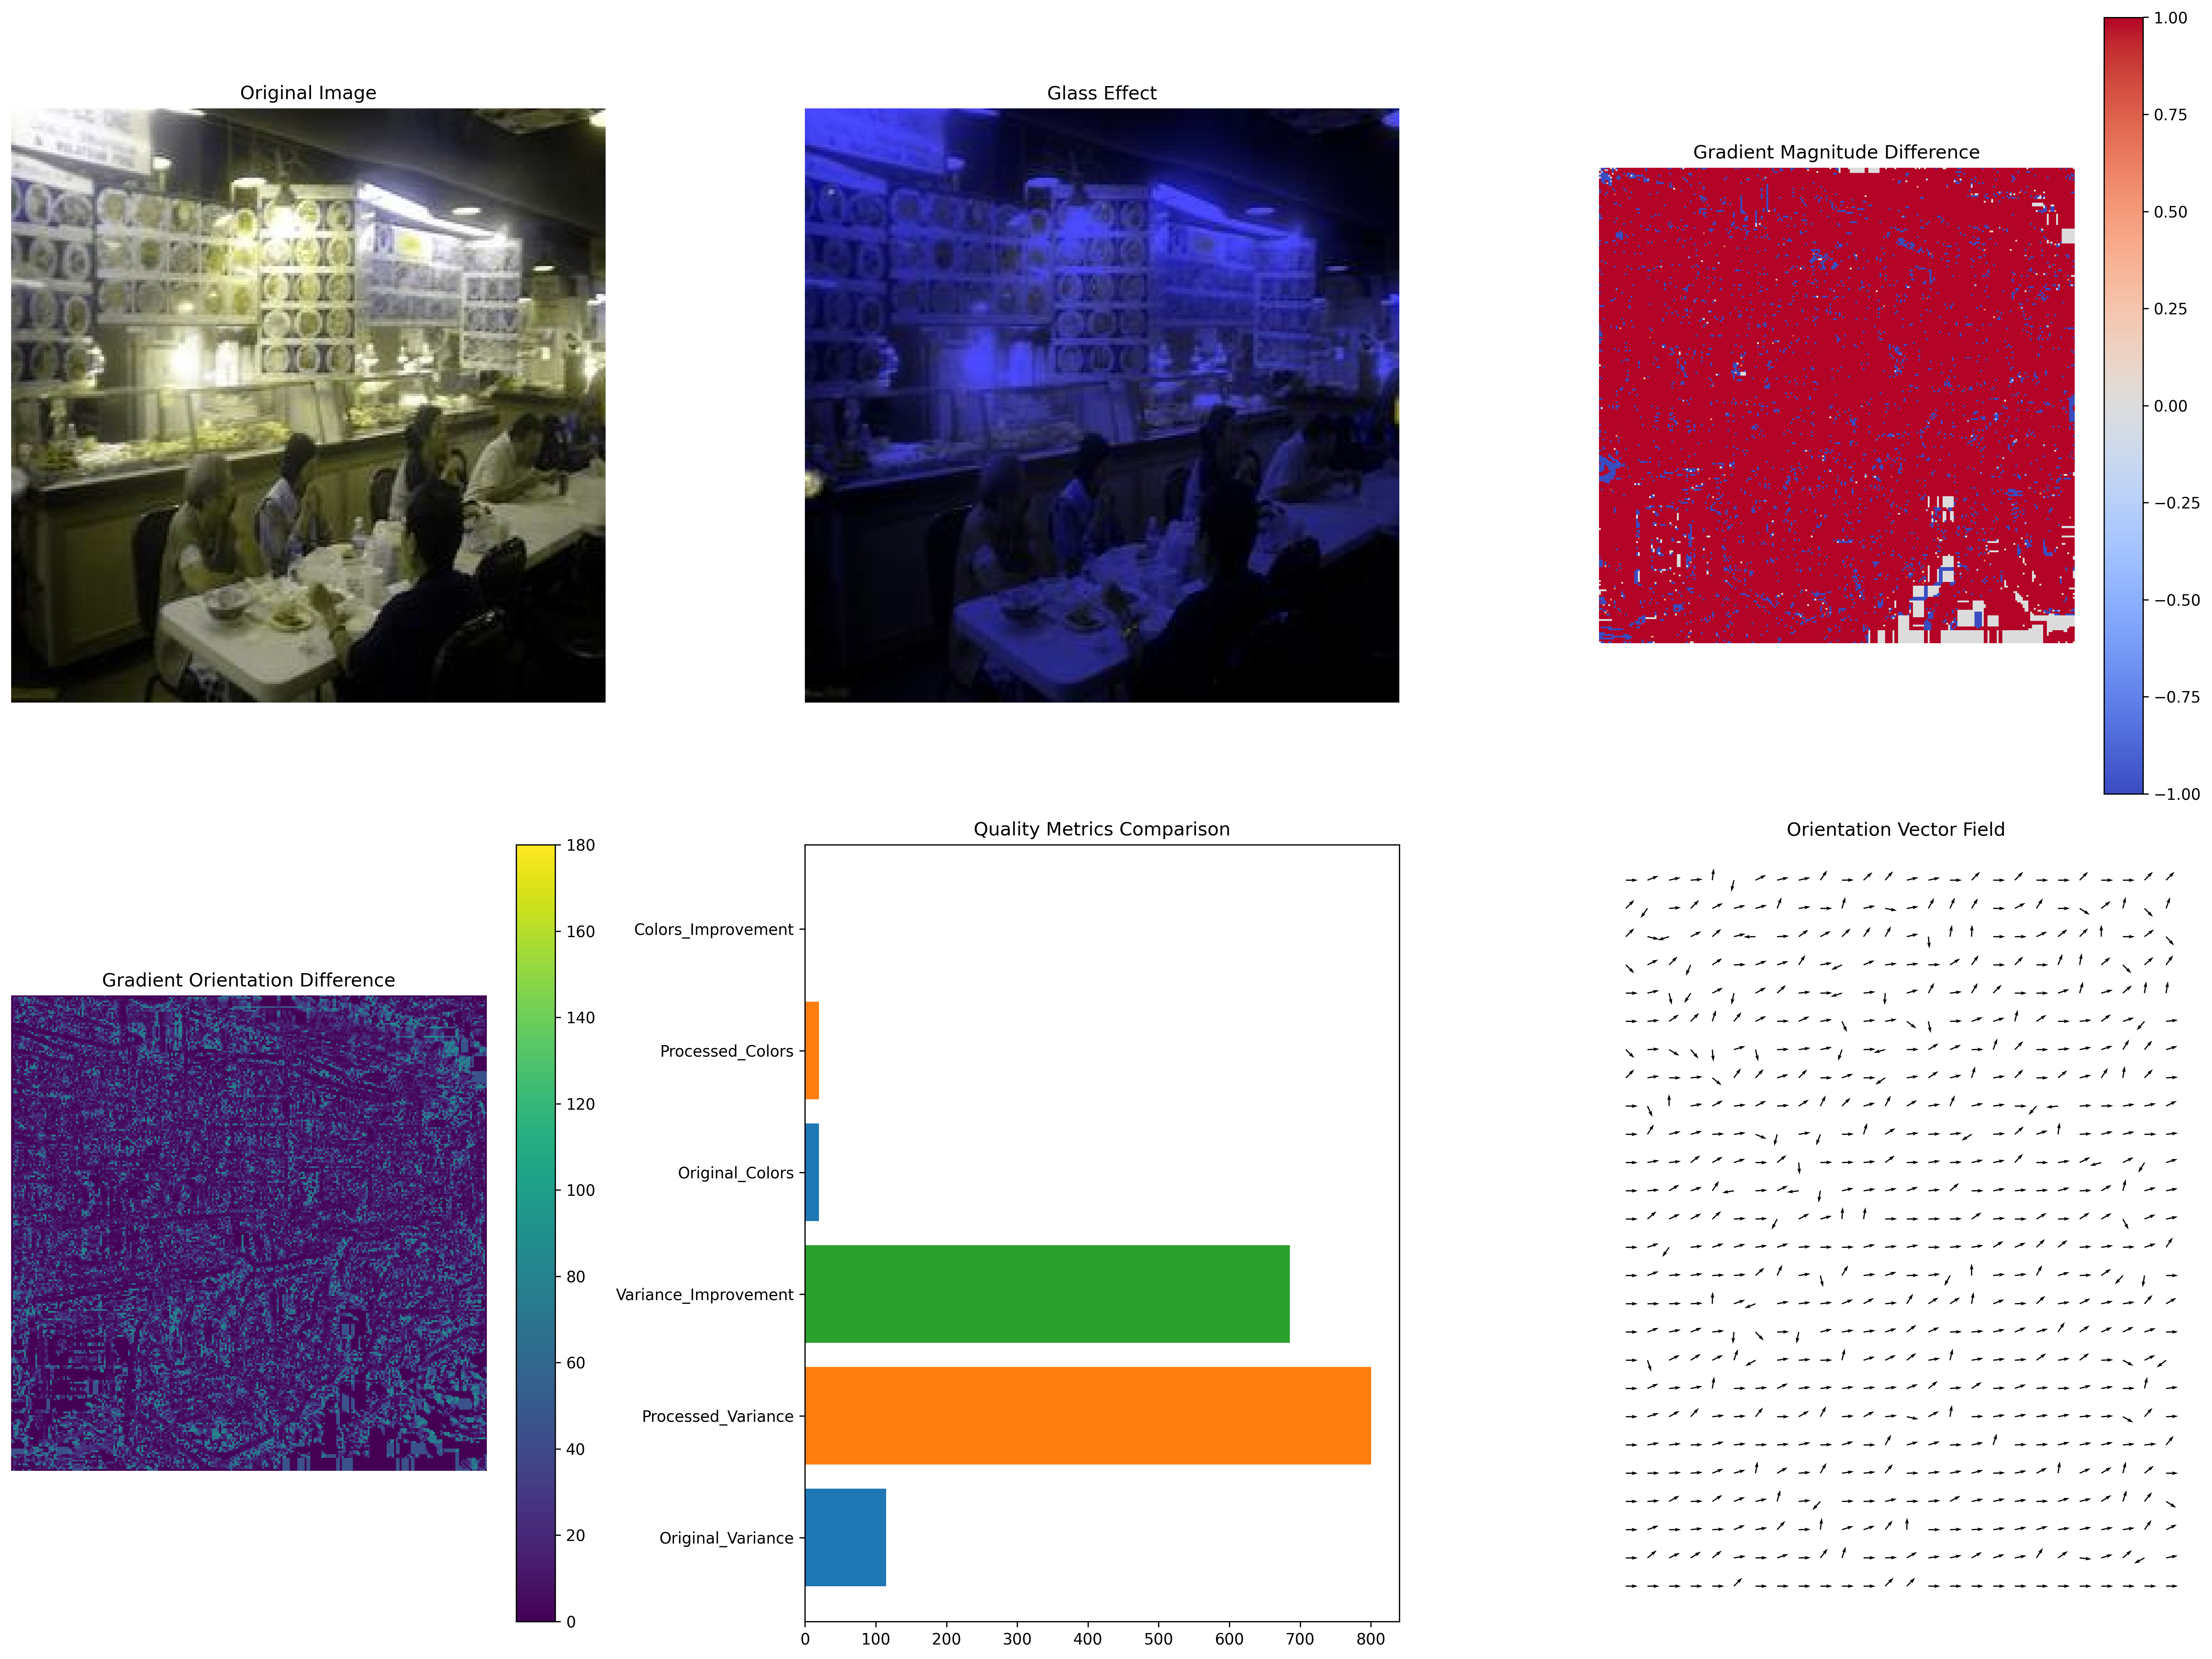 Original Image
Glass Effect
Gradient Magnitude Difference
1.00
0.75
0.50
0.25
0.00
−0.25
−0.50
−0.75
−1.00
Gradient Orientation Difference
180
160
140
120
100
80
60
40
20
0
Quality Metrics Comparison
Colors_Improvement
Processed_Colors
Original_Colors
Variance_Improvement
Processed_Variance
Original_Variance
0 100 200 300 400 500 600 700 800
Orientation Vector Field